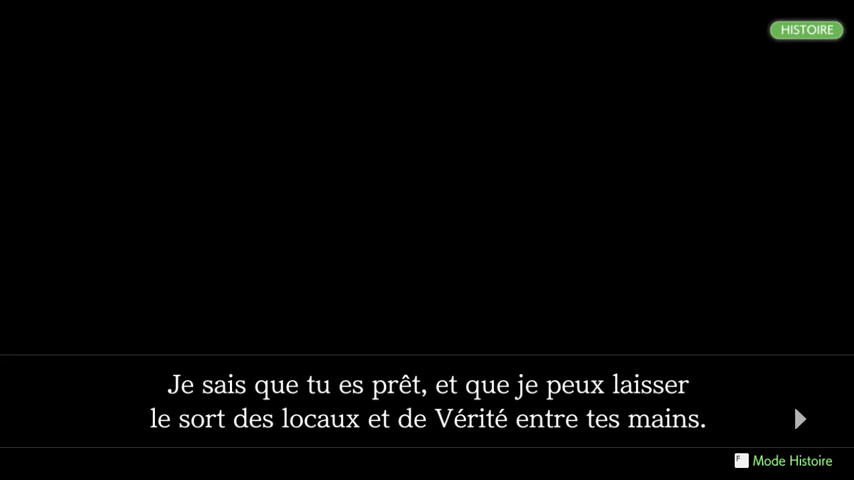 HISTOIRE
Je sais que tu es prêt, et que je peux laisser
le sort des locaux et de Vérité entre tes mains.
F Mode Histoire